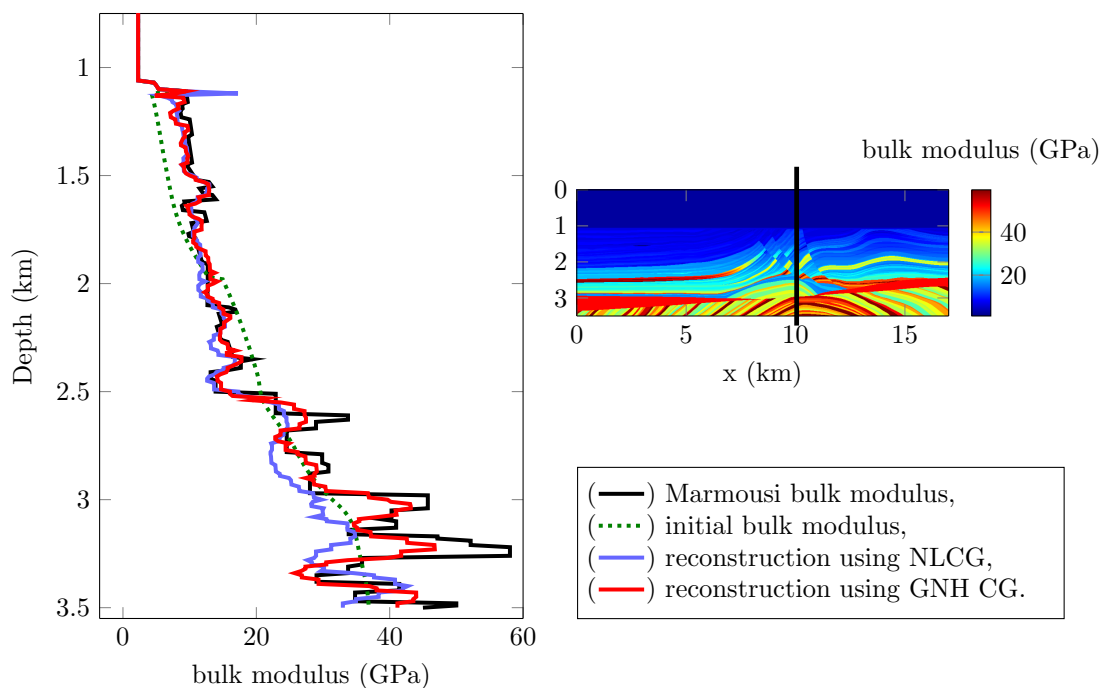 1
1.5
2
2.5
3
3.5
0
20
40
60
bulk modulus (GPa)
Depth (km)
bulk modulus (GPa)
0
1
2
3
0
5
10
15
x (km)
40
20
( ) Marmousi bulk modulus,
( ) initial bulk modulus,
( ) reconstruction using NLCG,
( ) reconstruction using GNH CG.